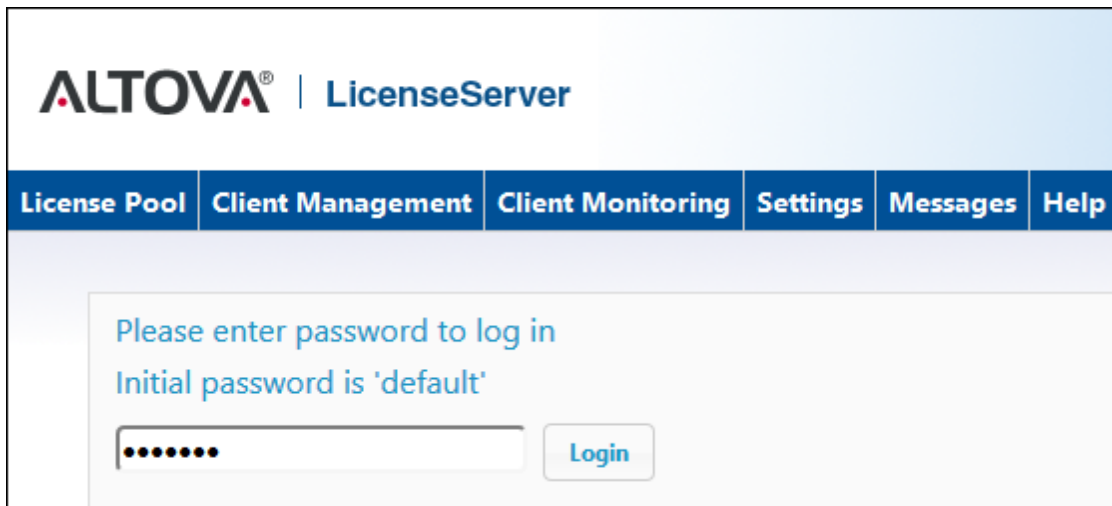 ALTOVA® | LicenseServer
License Pool Client Management Client Monitoring Settings Messages Help
Please enter password to log in
Initial password is 'default'
•••••••
Login